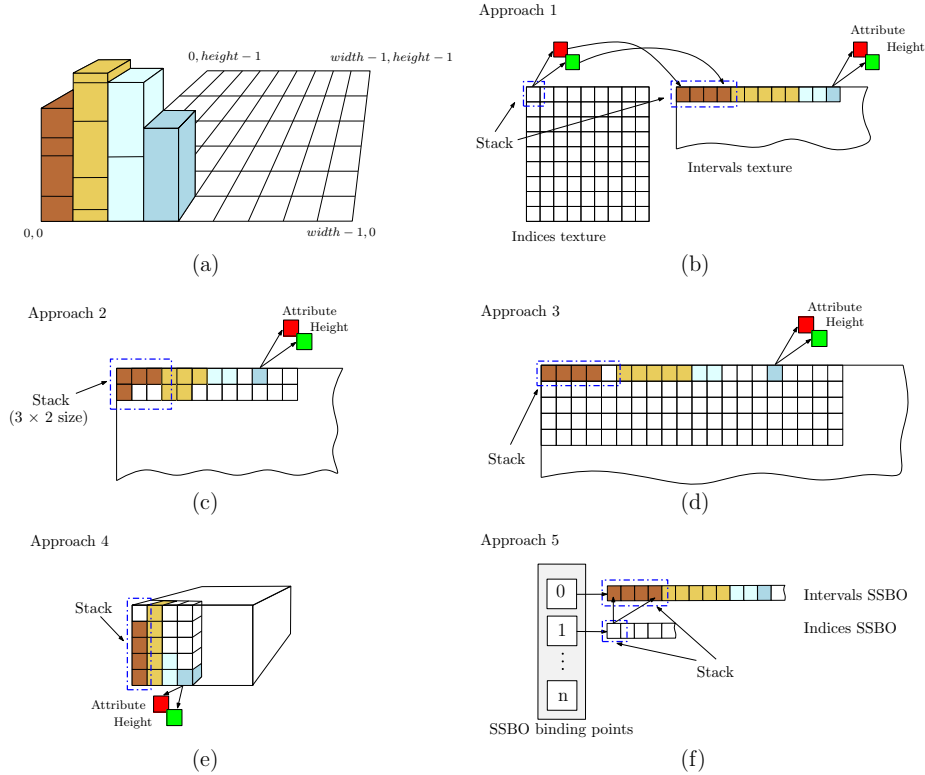 0, height−1
width−1, height−1
0, 0
width−1, 0
(a)
Approach 1
Attribute
Height
Stack
Intervals texture
Indices texture
(b)
Approach 2
Attribute
Height
Stack
(3 × 2 size)
(c)
Approach 3
Attribute
Height
Stack
(d)
Approach 4
Stack
Attribute
Height
(e)
Approach 5
0
Intervals SSBO
1
Indices SSBO
Stack
n
SSBO binding points
(f)